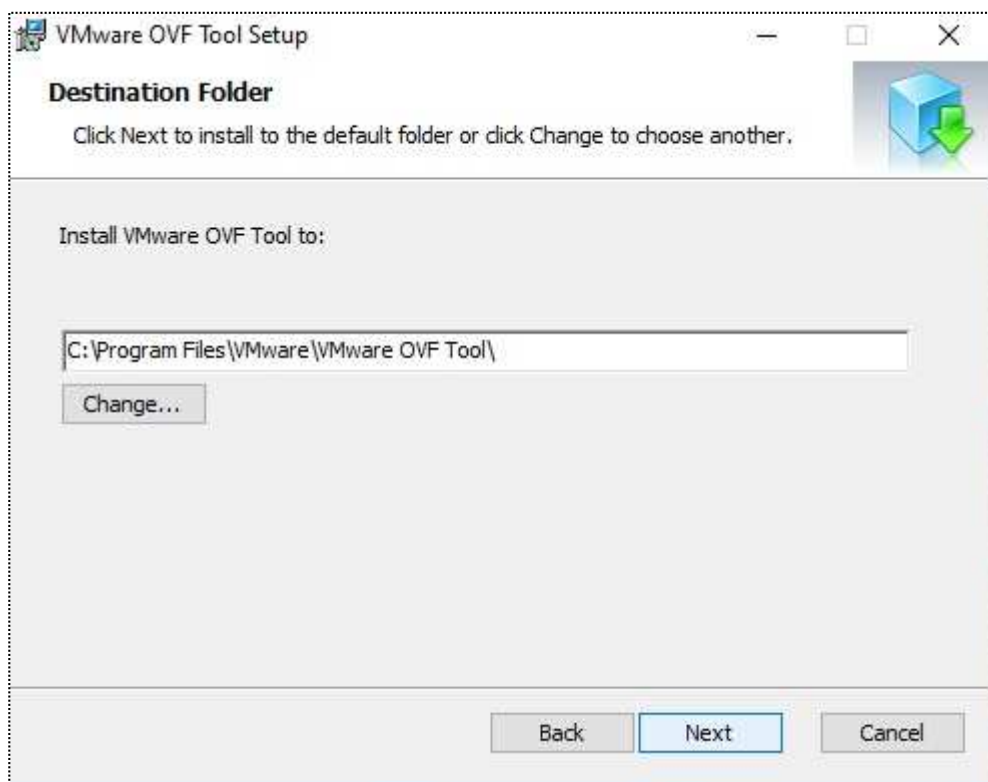 VMware OVF Tool Setup
Destination Folder
Click Next to install to the default folder or click Change to choose another.
Install VMware OVF Tool to:
C:\Program Files\VMware\VMware OVF Tool\
Change...
Back Next Cancel